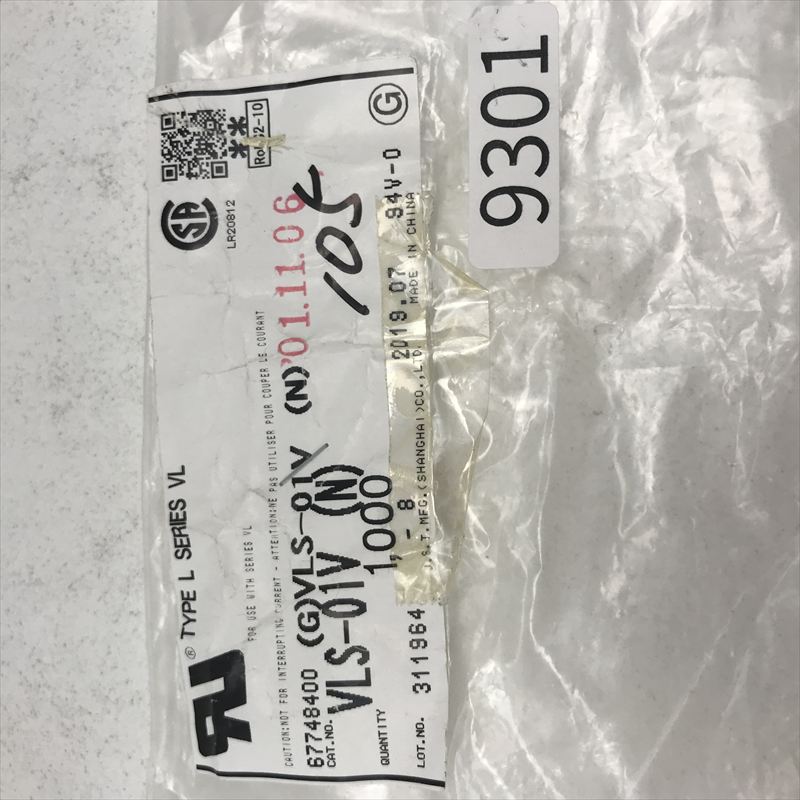 ® TYPE L SERIES VL
LR20812
FOR USE WITH SERIES VL
CAUTION:NOT FOR INTERRUPTING CURRENT - ATTENTION:NE PAS UTILISER POUR COUPER LE COURANT
67748400 (G)VLS-01V (N) '01.11.06
CAT.NO. VLS-01V (N)
105
QUANTITY 1,000
- 8 2019.07 94V-0
LOT.NO. 311964 J.S.T.MFG.(SHANGHAI)CO.,LTD. MADE IN CHINA
** G
9301